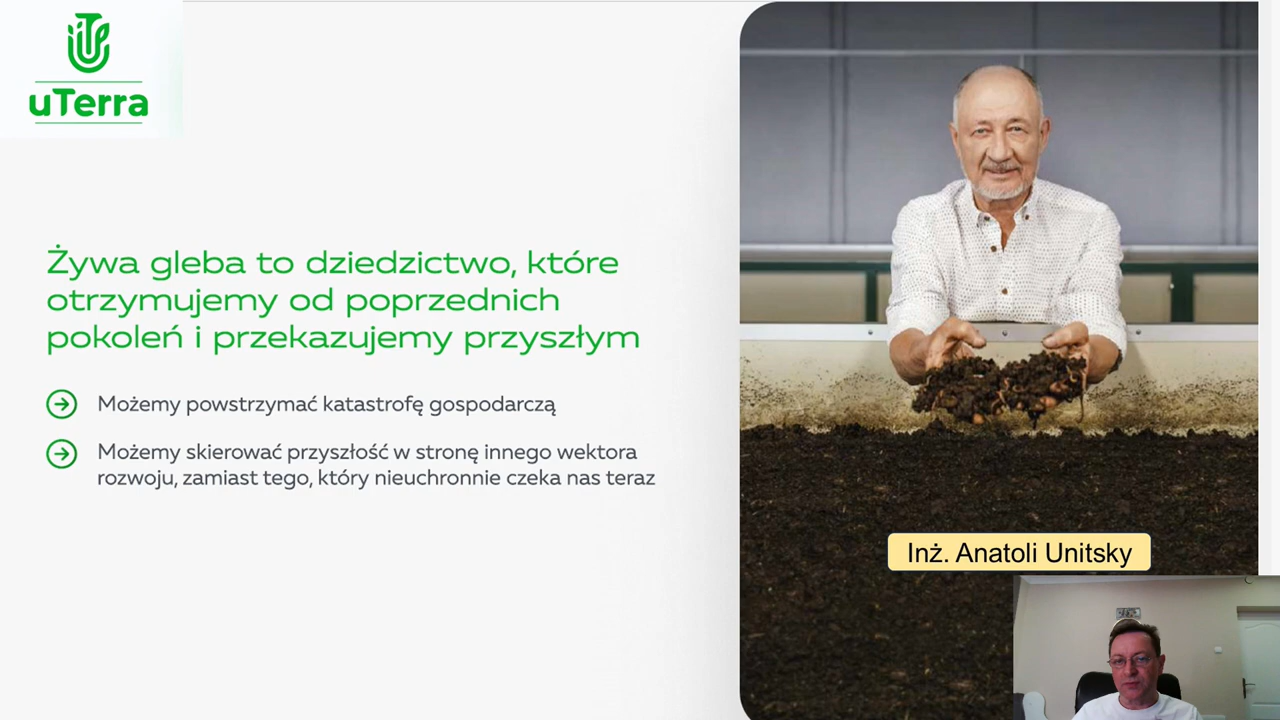 uTerra
Żywa gleba to dziedzictwo, które
otrzymujemy od poprzednich
pokoleń i przekazujemy przyszłym
Możemy powstrzymać katastrofę gospodarczą
Możemy skierować przyszłość w stronę innego wektora
rozwoju, zamiast tego, który nieuchronnie czeka nas teraz
Inż. Anatoli Unitsky